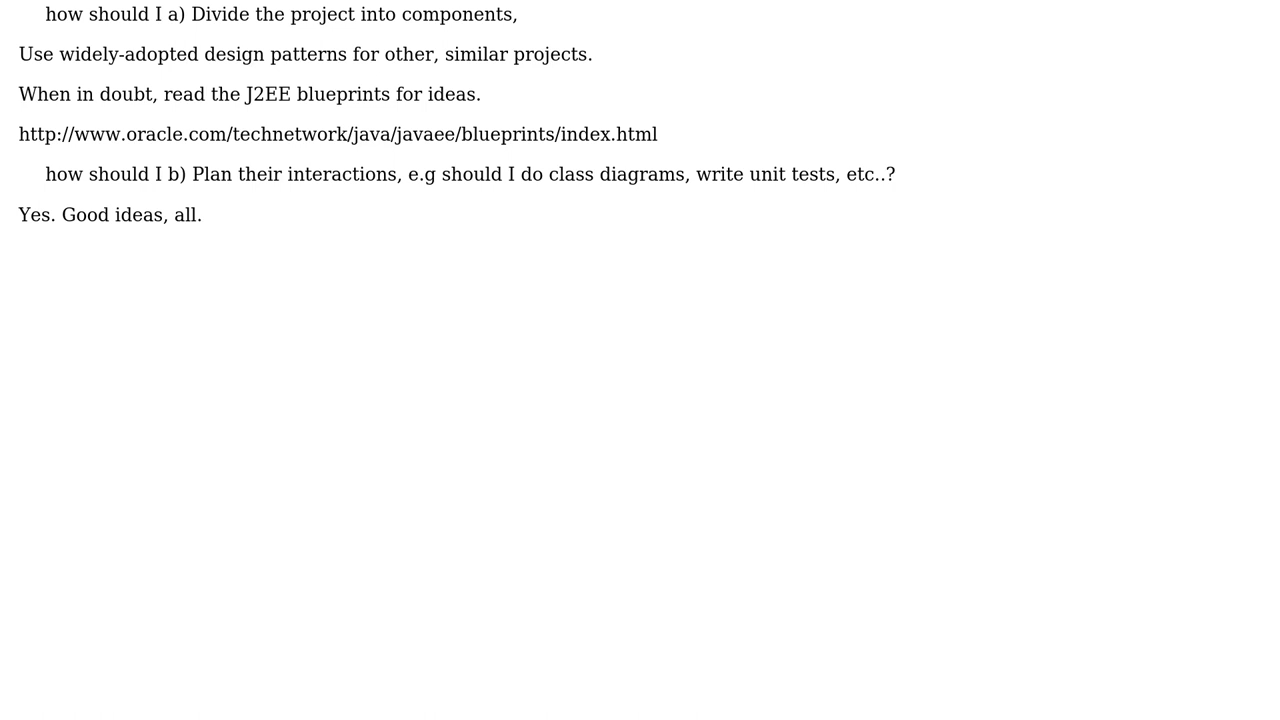 how should I a) Divide the project into components,
Use widely-adopted design patterns for other, similar projects.
When in doubt, read the J2EE blueprints for ideas.
http://www.oracle.com/technetwork/java/javaee/blueprints/index.html
how should I b) Plan their interactions, e.g should I do class diagrams, write unit tests, etc..?
Yes. Good ideas, all.